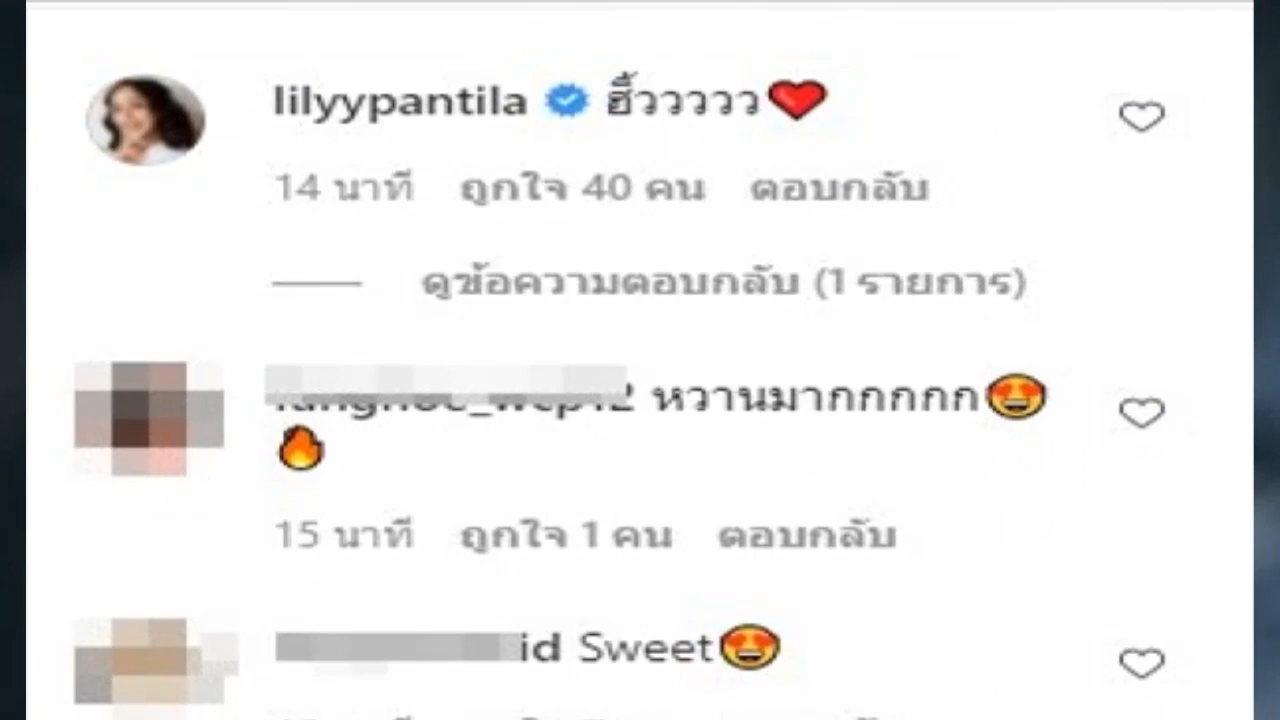 lilyypantila ฮื้ววววว❤️
14 นาที ถูกใจ 40 คน ตอบกลับ
ดูข้อความตอบกลับ (1 รายการ)
หวานมากกกกก😍
🔥
15 นาที ถูกใจ 1 คน ตอบกลับ
id Sweet😍